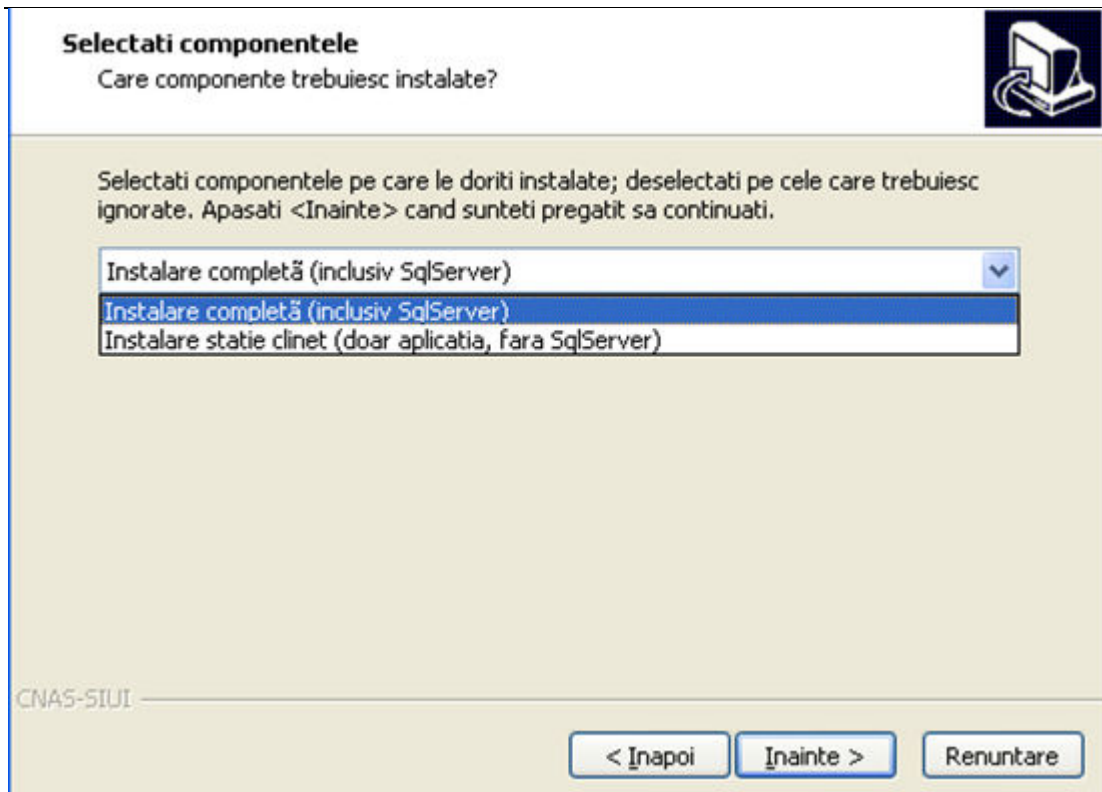 Selectati componentele
Care componente trebuiesc instalate?
Selectati componentele pe care le doriti instalate; deselectati pe cele care trebuiesc
ignorate. Apasati <Inainte> cand sunteti pregatit sa continuati.
Instalare completã (inclusiv SqlServer)
Instalare completã (inclusiv SqlServer)
Instalare statie clinet (doar aplicatia, fara SqlServer)
CNAS-SIUI
< Inapoi
Inainte >
Renuntare